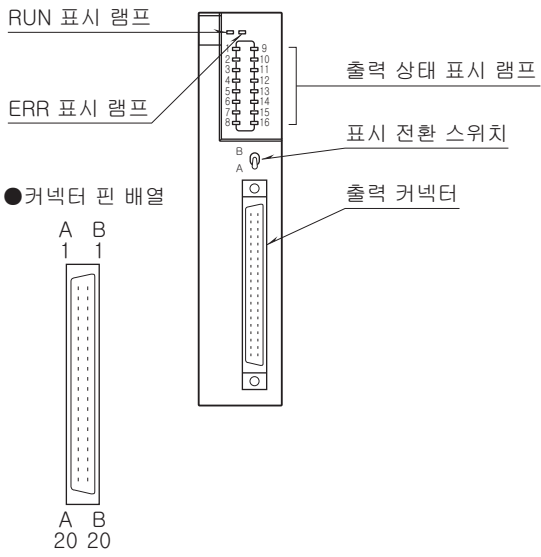 RUN 표시 램프
ERR 표시 램프
1 9
2 10
3 11
4 12
5 13
6 14
7 15
8 16
출력 상태 표시 램프
표시 전환 스위치
B
A
출력 커넥터
●커넥터 핀 배열
A B
1 1
A B
20 20